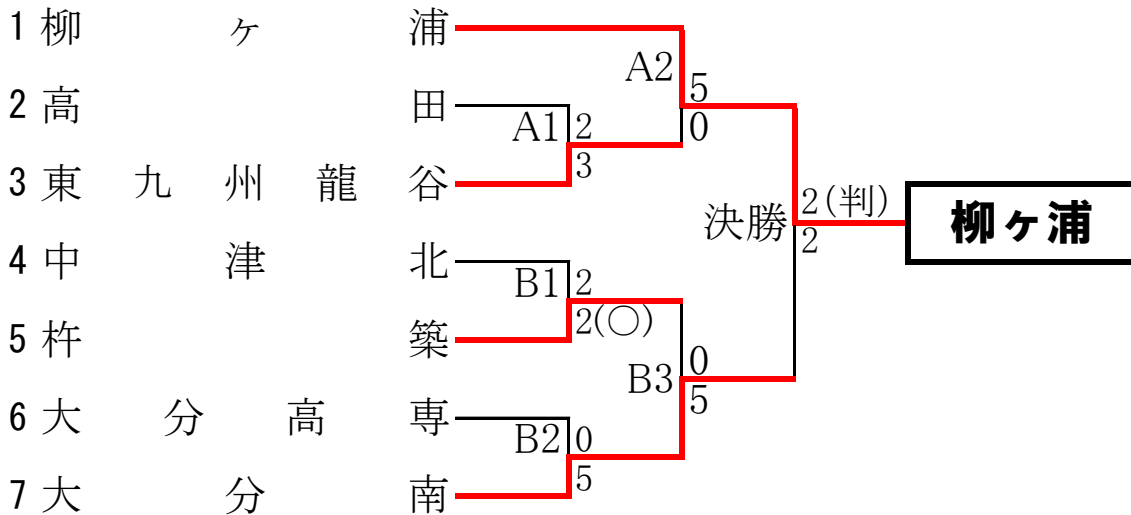 1 柳ヶ浦
A2
5
2 高田
A1 2
0
3
3 東九州龍谷
2(判)
決勝
柳ヶ浦
2
4 中津北
B1 2
2(○)
5 杵築
B3 0
5
6 大分高専
B2 0
5
7 大分南